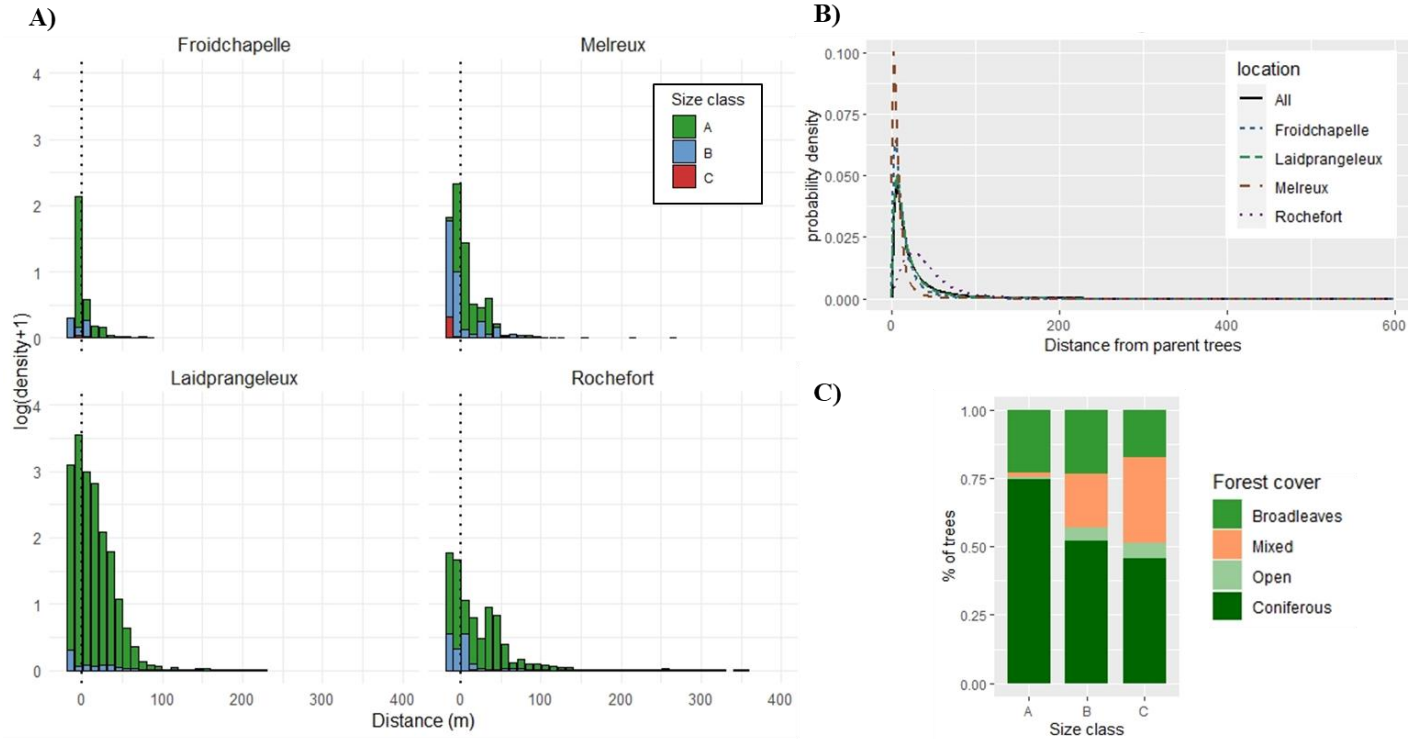 A)
Froidchapelle
Melreux
4
3
2
1
0
Size class
A
B
C
Laidprangeleux
Rochefort
4
3
2
1
0
log(density+1)
0 100 200 300 400
0 100 200 300 400
Distance (m)
B)
0.100
0.075
0.050
0.025
0.000
probability density
0 200 400 600
Distance from parent trees
location
All
Froidchapelle
Laidprangeleux
Melreux
Rochefort
C)
1.00
0.75
0.50
0.25
0.00
% of trees
A B C
Size class
Forest cover
Broadleaves
Mixed
Open
Coniferous